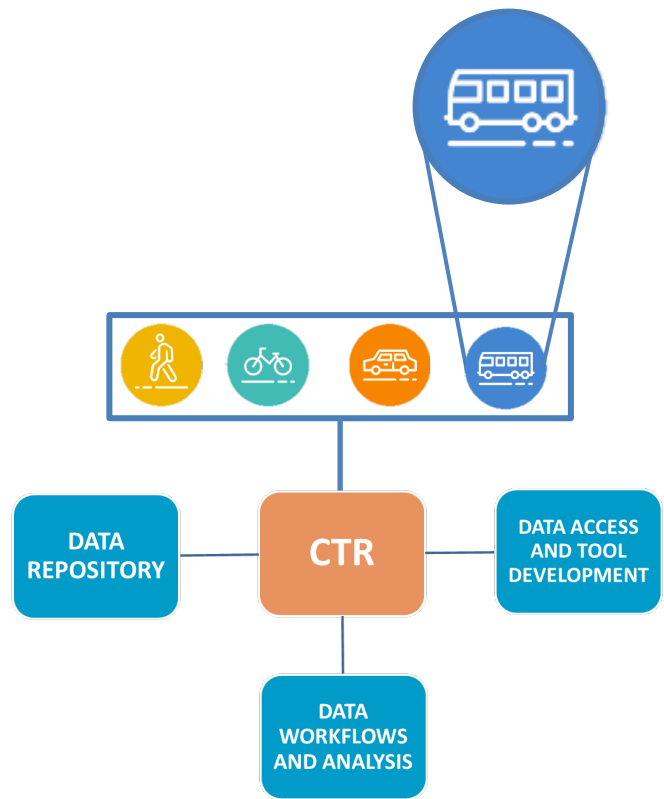 DATA
REPOSITORY
CTR
DATA ACCESS
AND TOOL
DEVELOPMENT
DATA
WORKFLOWS
AND ANALYSIS